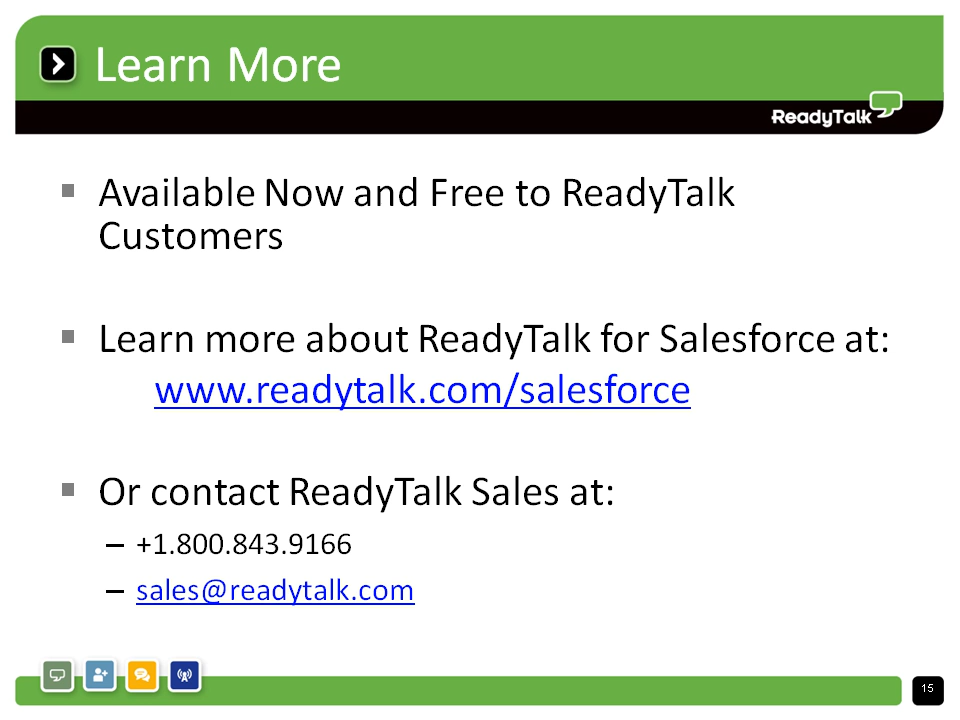 Learn More
ReadyTalk
Available Now and Free to ReadyTalk
Customers
Learn more about ReadyTalk for Salesforce at:
www.readytalk.com/salesforce
Or contact ReadyTalk Sales at:
– +1.800.843.9166
– sales@readytalk.com
15